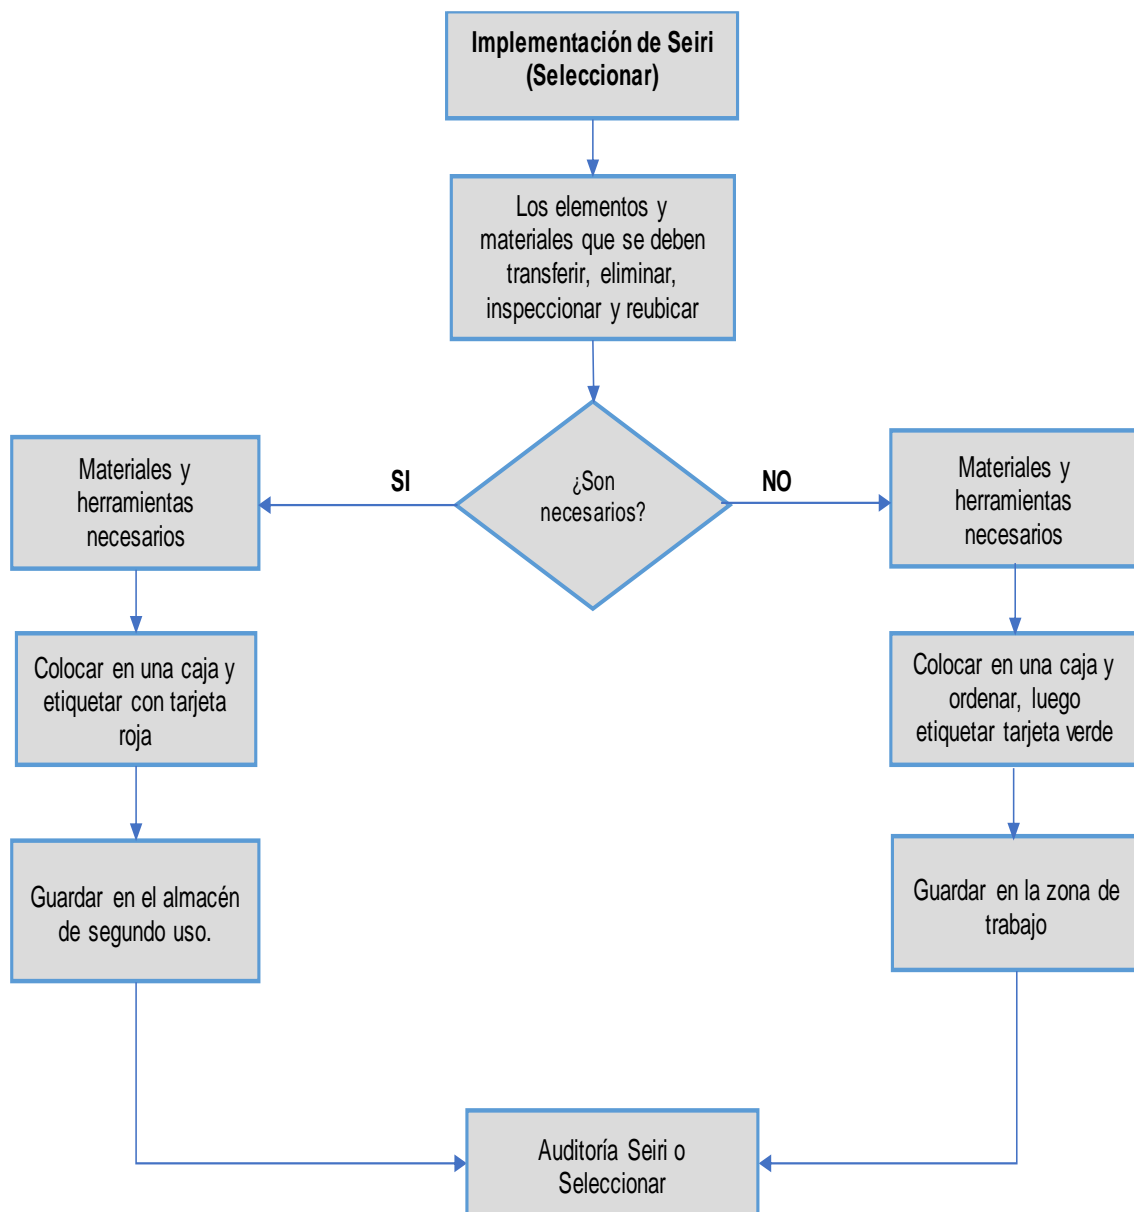 Implementación de Seiri
(Seleccionar)
Los elementos y
materiales que se deben
transferir, eliminar,
inspeccionar y reubicar
¿Son
necesarios?
SI
NO
Materiales y
herramientas
necesarios
Colocar en una caja y
etiquetar con tarjeta
roja
Guardar en el almacén
de segundo uso.
Materiales y
herramientas
necesarios
Colocar en una caja y
ordenar, luego
etiquetar tarjeta verde
Guardar en la zona de
trabajo
Auditoría Seiri o
Seleccionar